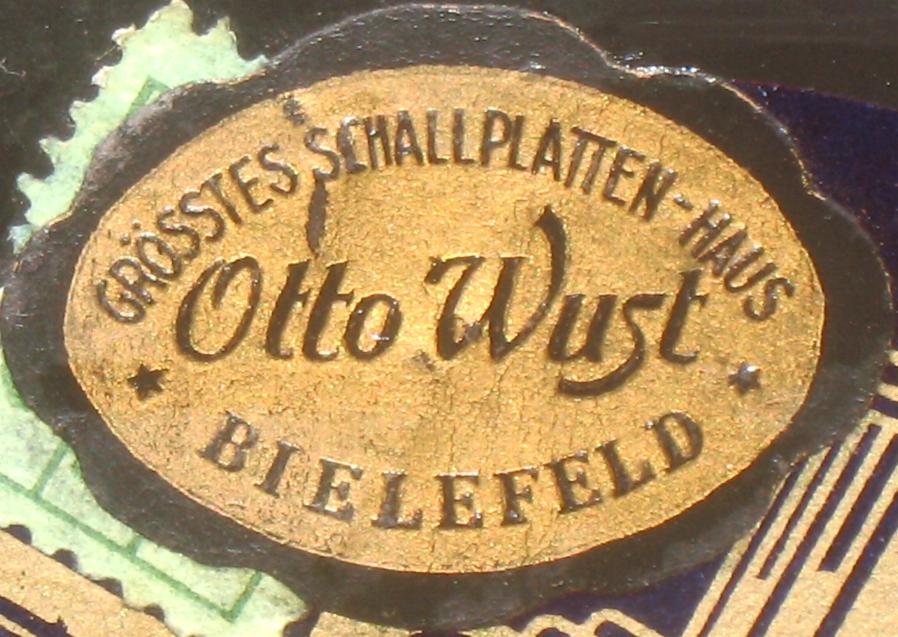 GRÖSSTES SCHALLPLATTEN-HAUS
Otto Wust
BIELEFELD